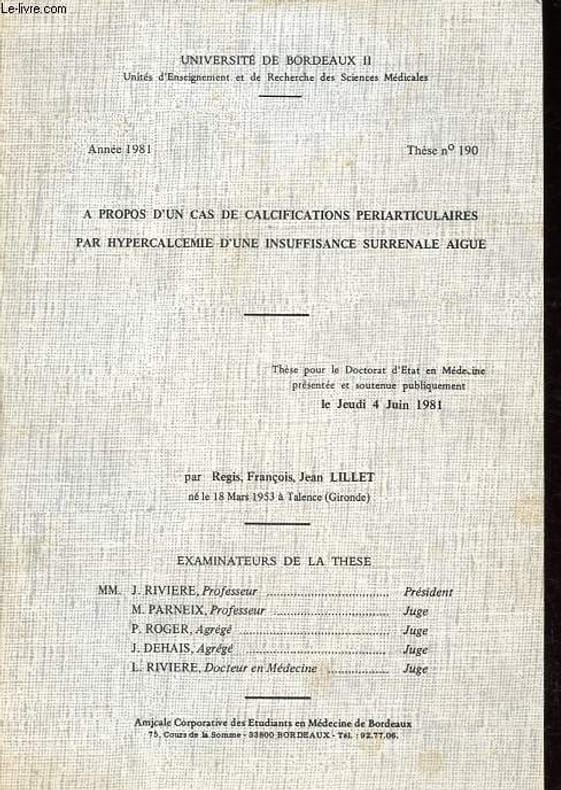 Le-livre.com
UNIVERSITÉ DE BORDEAUX II
Unités d'Enseignement et de Recherche des Sciences Médicales
Année 1981 Thèse nº 190
A PROPOS D'UN CAS DE CALCIFICATIONS PERIARTICULAIRES
PAR HYPERCALCEMIE D'UNE INSUFFISANCE SURRENALE AIGUE
Thèse pour le Doctorat d'Etat en Médecine
présentée et soutenue publiquement
le Jeudi 4 Juin 1981
par Regis, François, Jean LILLET
né le 18 Mars 1953 à Talence (Gironde)
EXAMINATEURS DE LA THESE
MM. J. RIVIERE, Professeur .................................. Président
M. PARNEIX, Professeur ................................ Juge
P. ROGER, Agrégé .......................................... Juge
J. DEHAIS, Agrégé ....................................... Juge
L. RIVIERE, Docteur en Médecine ................. Juge
Amicale Corporative des Etudiants en Médecine de Bordeaux
75, Cours de la Somme - 33800 BORDEAUX - Tél. : 92.77.06.